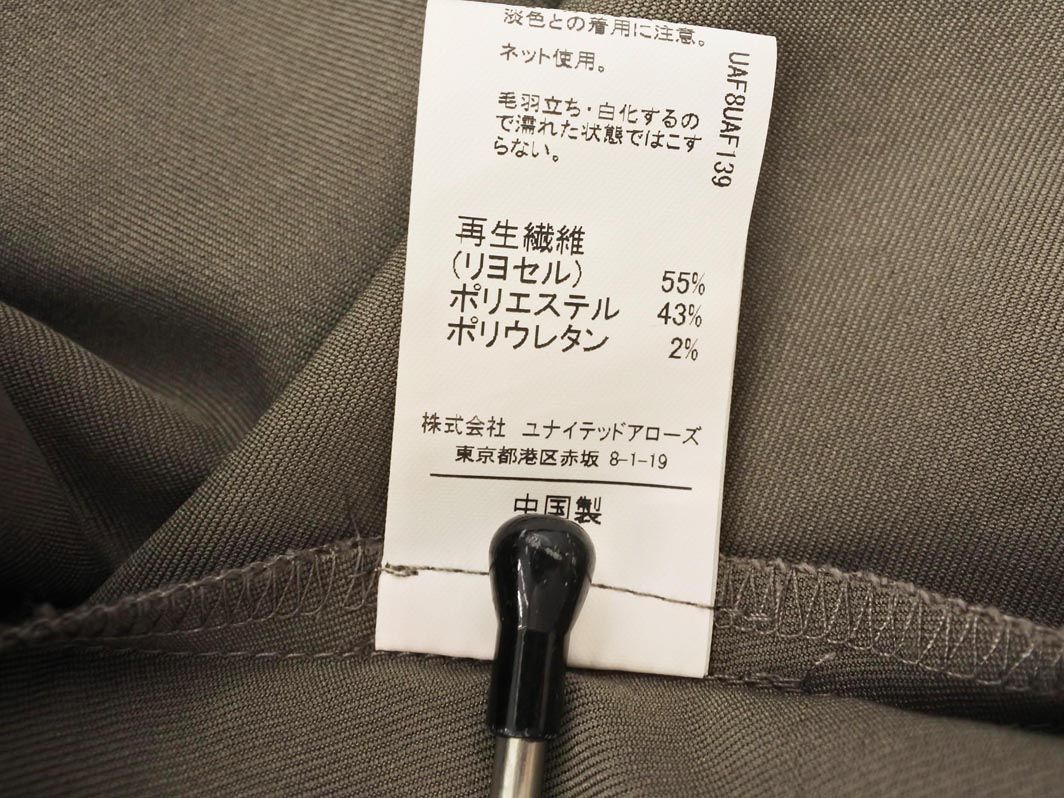 淡色との着用に注意。
ネット使用。
毛羽立ち・白化するの
で濡れた状態ではこす
らない。
UAF8UAF139
再生繊維
(リヨセル) 55%
ポリエステル 43%
ポリウレタン 2%
株式会社 ユナイテッドアローズ
東京都港区赤坂 8-1-19
中国製